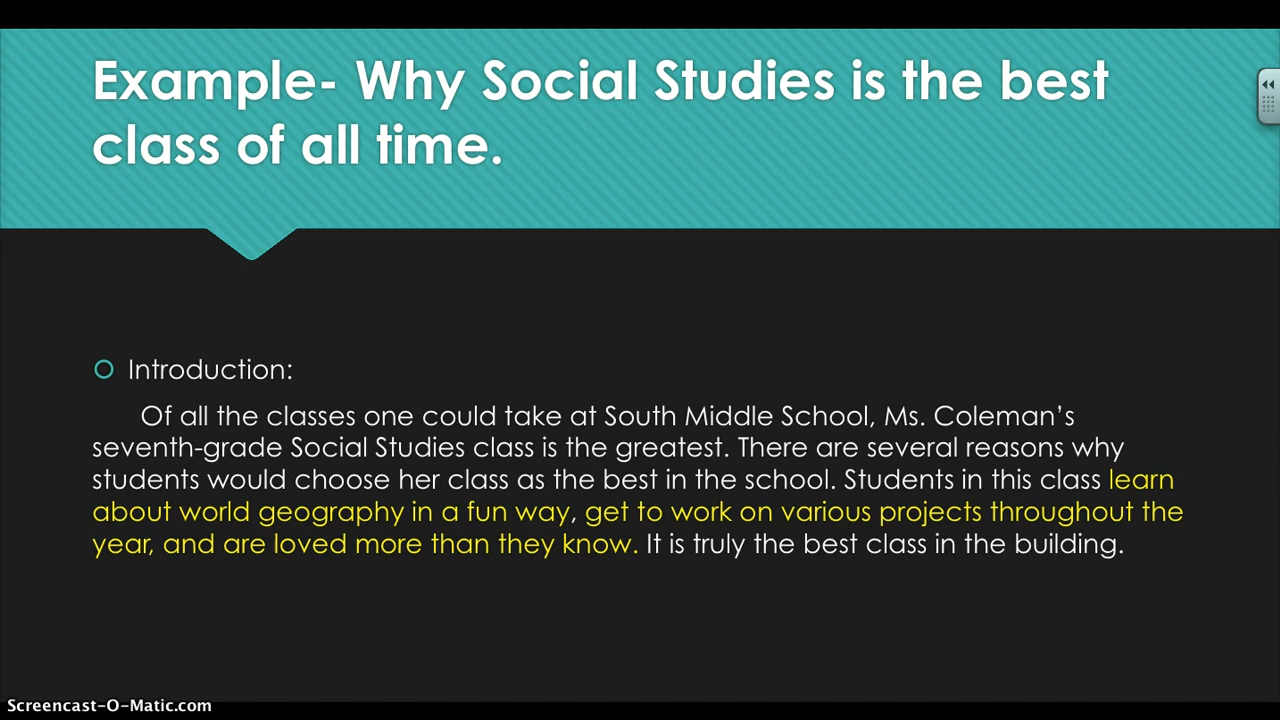 Example- Why Social Studies is the best
class of all time.
Introduction:
Of all the classes one could take at South Middle School, Ms. Coleman’s
seventh-grade Social Studies class is the greatest. There are several reasons why
students would choose her class as the best in the school. Students in this class learn
about world geography in a fun way, get to work on various projects throughout the
year, and are loved more than they know. It is truly the best class in the building.
Screencast-O-Matic.com